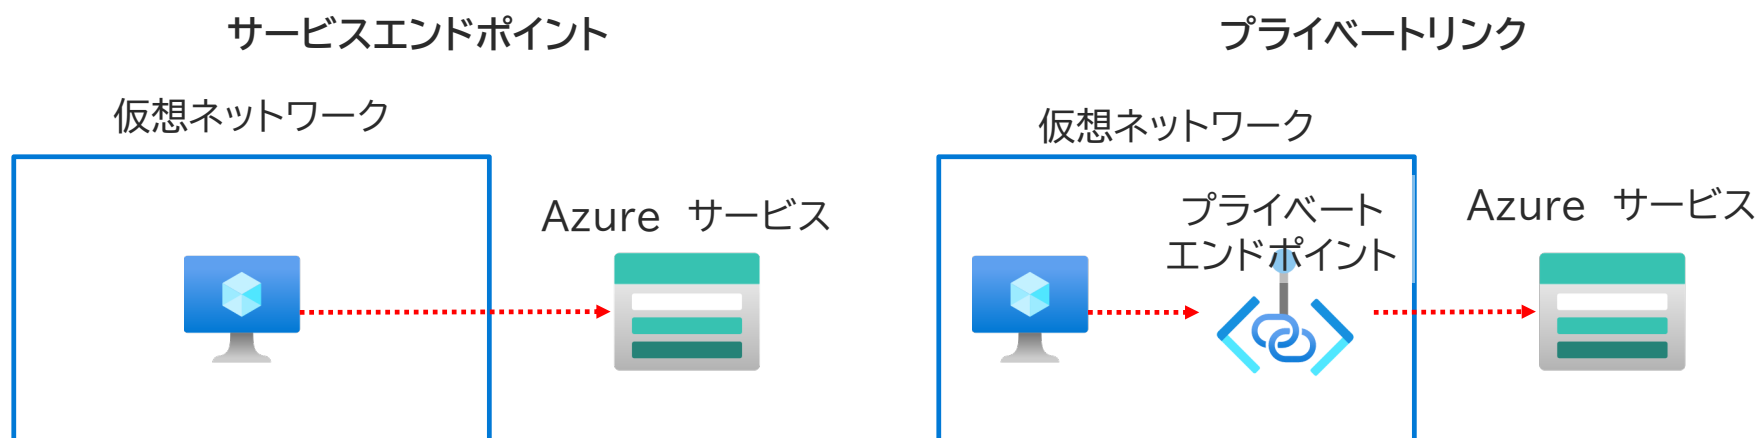 サービスエンドポイント
プライベートリンク
仮想ネットワーク
Azure サービス
仮想ネットワーク
プライベート
エンドポイント
Azure サービス